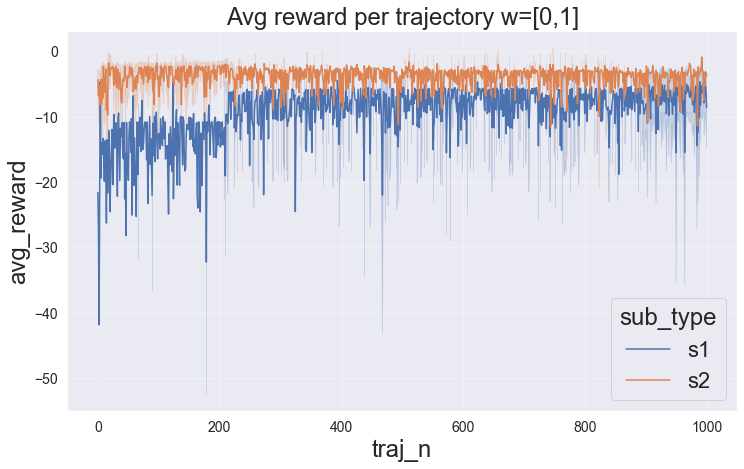 Avg reward per trajectory w=[0,1]
avg_reward
0
−10
−20
−30
−40
−50
0
200
400
600
800
1000
traj_n
sub_type
s1
s2